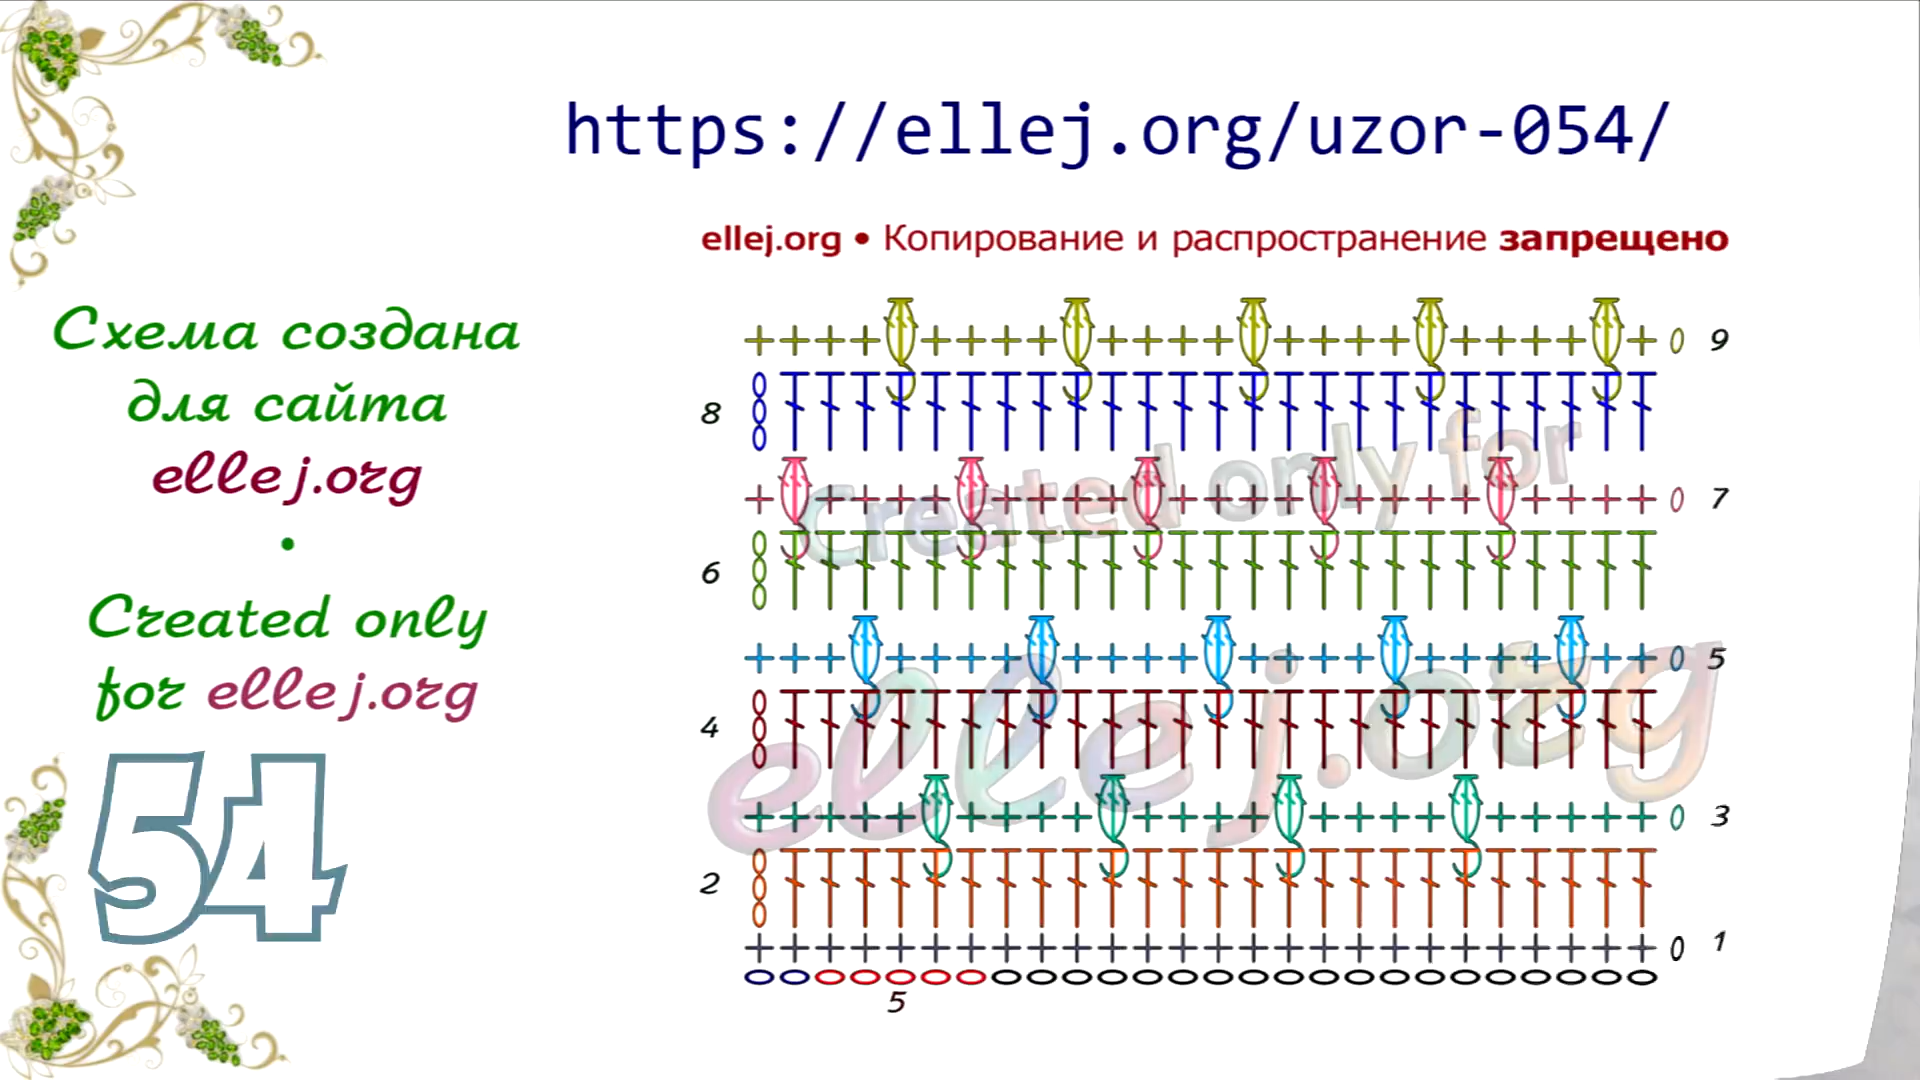 https://ellej.org/uzor-054/
ellej.org • Копирование и распространение запрещено
Схема создана
для сайта
ellej.org
•
Created only
for ellej.org
54
9
8
7
6
5
4
3
2
1
5
Created only for
ellej.org